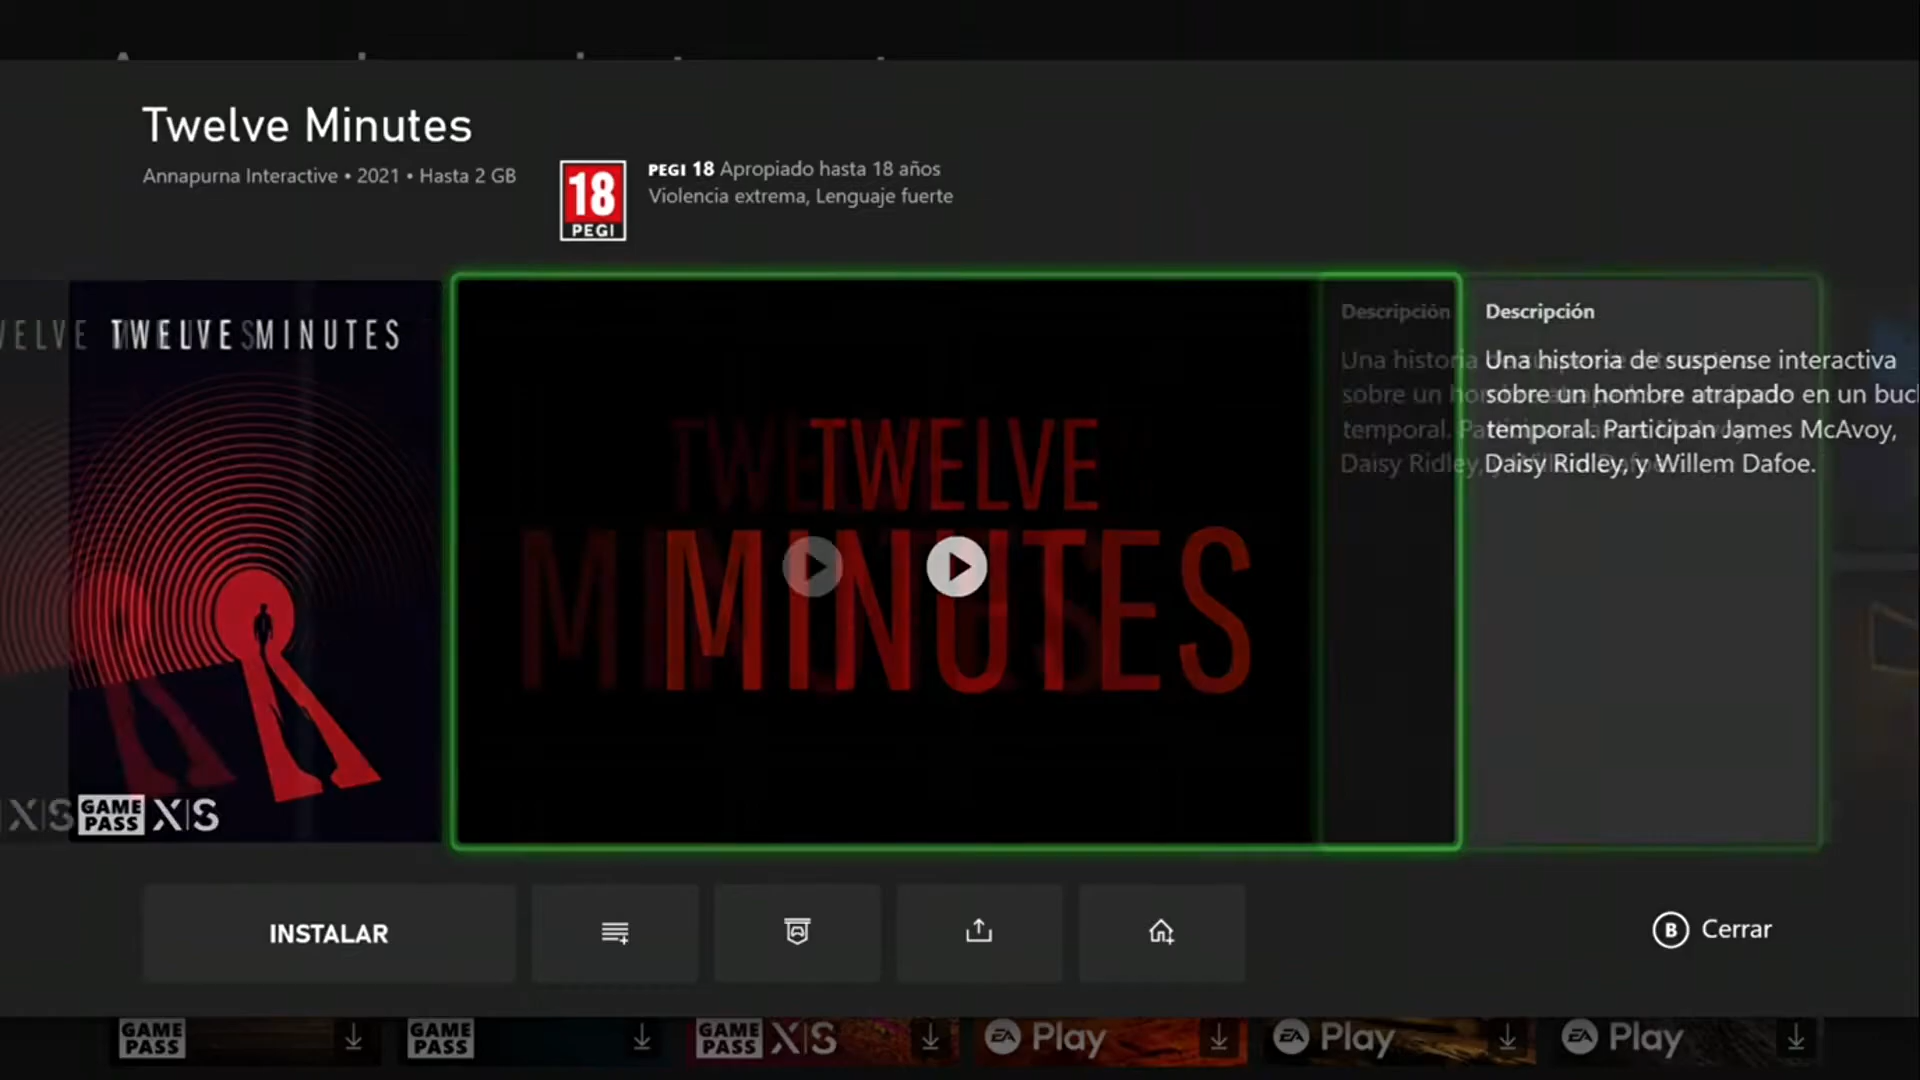 Twelve Minutes
Annapurna Interactive • 2021 • Hasta 2 GB
18
PEGI
PEGI 18 Apropiado hasta 18 años
Violencia extrema, Lenguaje fuerte
TWELVE MINUTES
GAME PASS X|S
TWELVE
MINUTES
Descripción
Una historia de suspense interactiva
sobre un hombre atrapado en un buc
temporal. Participan James McAvoy,
Daisy Ridley, y Willem Dafoe.
INSTALAR
B Cerrar
GAME PASS
GAME PASS
GAME PASS X|S
EA Play
EA Play
EA Play